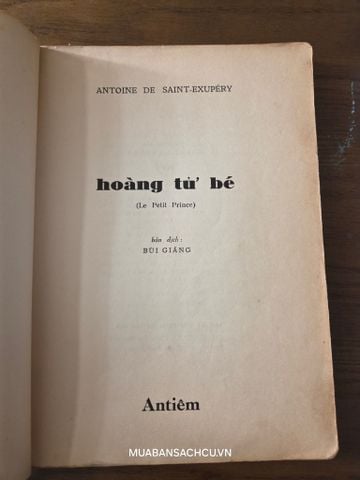 ANTOINE DE SAINT-EXUPÉRY
hoàng tử bé
(Le Petit Prince)
bản dịch :
BÙI GIÁNG
Antiêm
MUABANSACHCU.VN